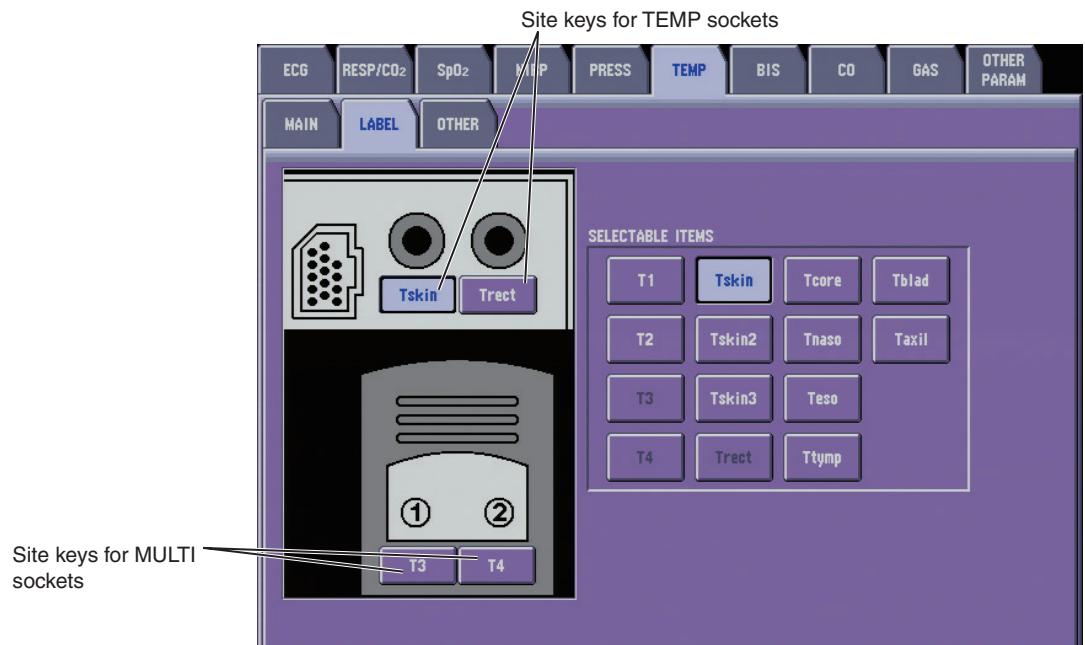 Site keys for TEMP sockets
ECG RESP/CO2 SpO2 NIBP PRESS TEMP BIS CO GAS OTHER PARAM
MAIN LABEL OTHER
SELECTABLE ITEMS
Tskin Trect
T1 Tskin Tcore Tblad
T2 Tskin2 Tnaso Taxil
T3 Tskin3 Teso
T4 Trect Ttymp
① ②
T3 T4
Site keys for MULTI
sockets